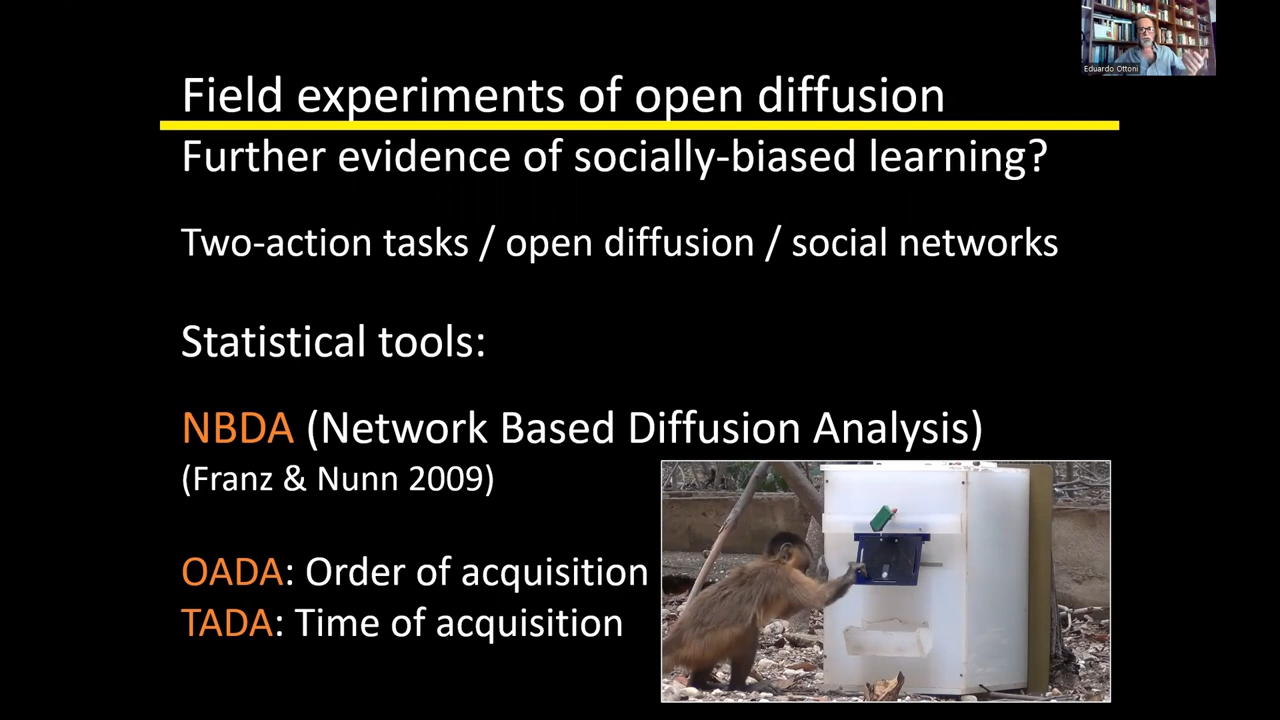 Eduardo Ottoni
Field experiments of open diffusion
Further evidence of socially-biased learning?
Two-action tasks / open diffusion / social networks
Statistical tools:
NBDA (Network Based Diffusion Analysis)
(Franz & Nunn 2009)
OADA: Order of acquisition
TADA: Time of acquisition